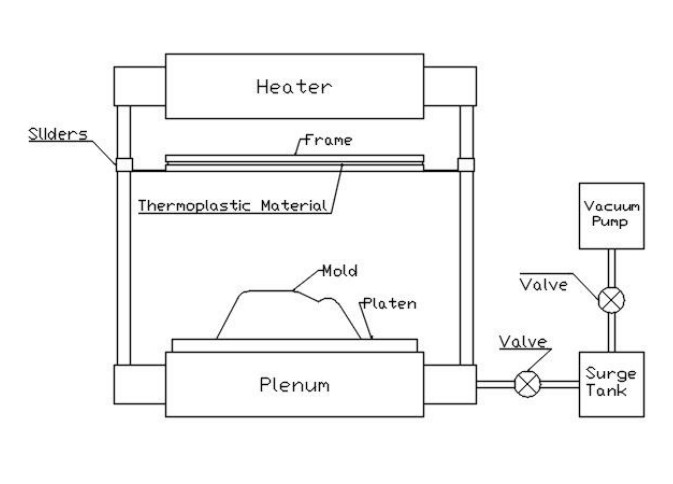 Heater
Sliders
Frame
Thermoplastic Material
Vacuum
Pump
Mold
Valve
Platen
Valve
Plenum
Surge
Tank